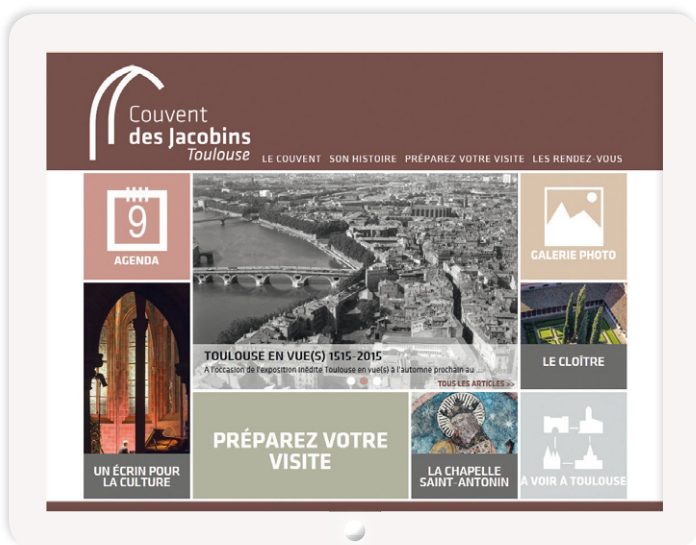 Couvent
des Jacobins
Toulouse
LE COUVENT SON HISTOIRE PRÉPAREZ VOTRE VISITE LES RENDEZ-VOUS
9
AGENDA
GALERIE PHOTO
TOULOUSE EN VUE(S) 1515-2015
A l'occasion de l'exposition inédite Toulouse en vue(s) à l'automne prochain au ...
TOUS LES ARTICLES >>
LE CLOÎTRE
UN ÉCRIN POUR
LA CULTURE
PRÉPAREZ VOTRE
VISITE
LA CHAPELLE
SAINT-ANTONIN
À VOIR À TOULOUSE